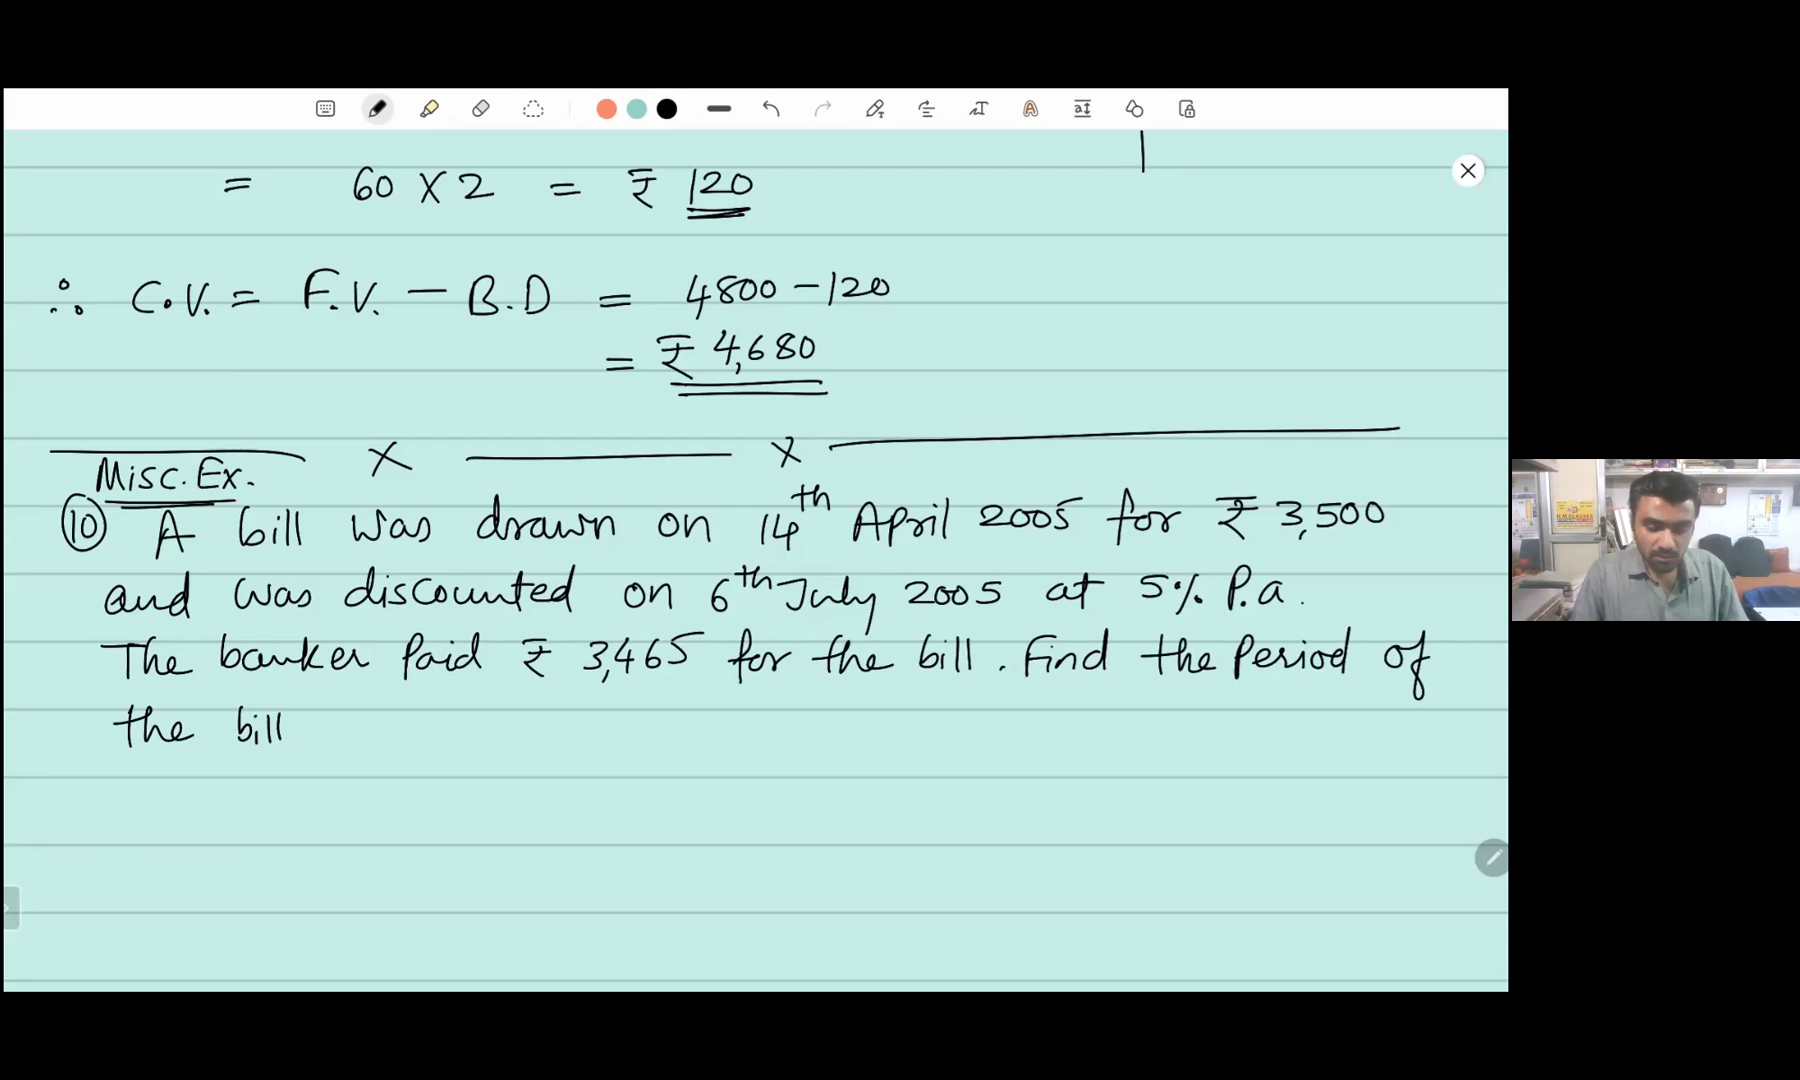 = 60 X 2 = ₹ 120
∴ C.V. = F.V. – B.D = 4800 – 120
= ₹ 4,680
Misc. Ex.
⑩ A bill was drawn on 14th April 2005 for ₹ 3,500
and was discounted on 6th July 2005 at 5% P.a.
The banker Paid ₹ 3,465 for the bill. Find the Period of
the bill